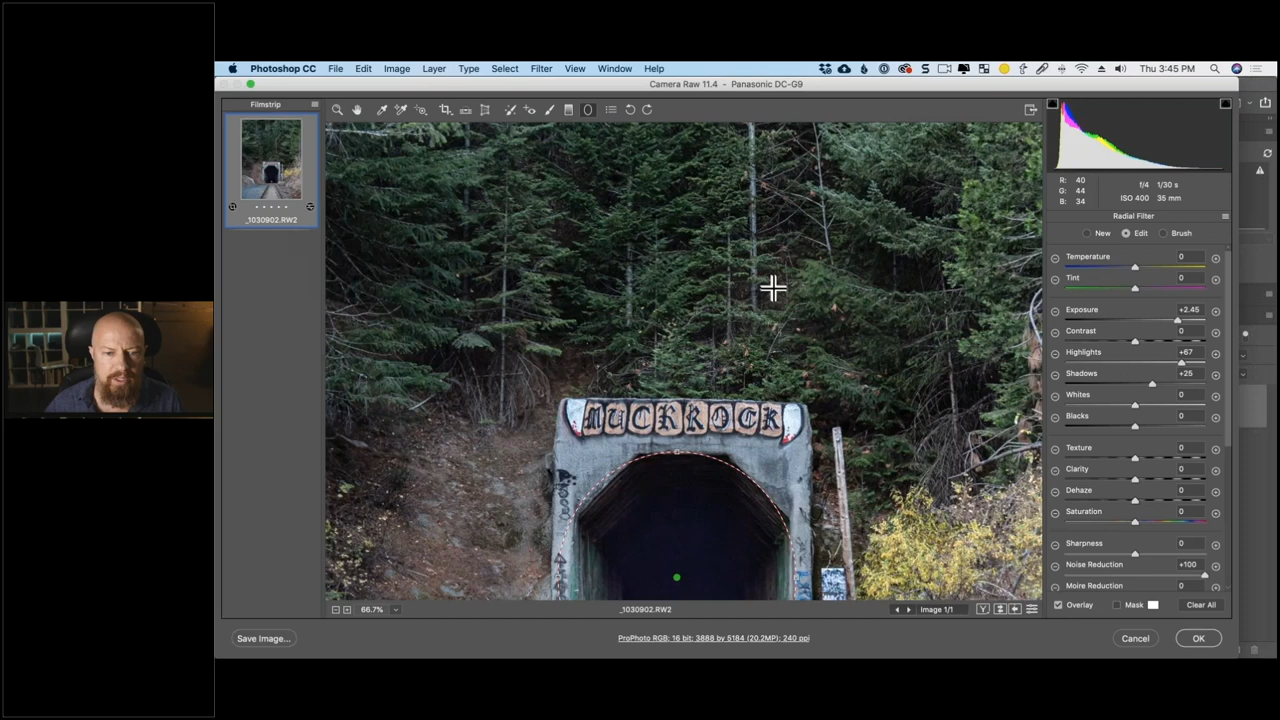 Photoshop CC File Edit Image Layer Type Select Filter View Window Help Thu 3:45 PM
Camera Raw 11.4 - Panasonic DC-G9
Filmstrip
_1030902.RW2
R: 40
G: 44
B: 34
f/4 1/30 s
ISO 400 35 mm
Radial Filter
New Edit Brush
Temperature 0
Tint 0
Exposure +2.45
Contrast 0
Highlights +67
Shadows +25
Whites 0
Blacks 0
Texture 0
Clarity 0
Dehaze 0
Saturation 0
Sharpness 0
Noise Reduction +100
Moire Reduction 0
MUCKROCK
66.7% _1030902.RW2 Image 1/1 Y
Overlay Mask Clear All
Save Image... ProPhoto RGB; 16 bit; 3888 by 5184 (20.2MP); 240 ppi Cancel OK